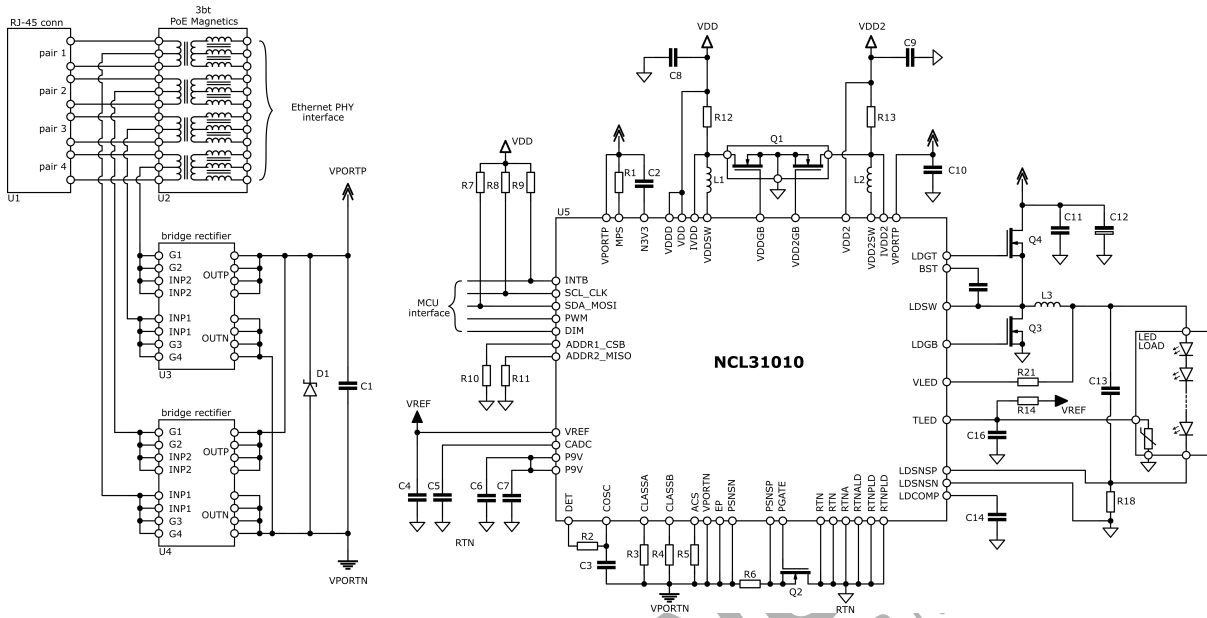 RJ-45 conn
3bt
PoE Magnetics
pair 1
pair 2
pair 3
pair 4
U1
U2
Ethernet PHY
interface
VPORTP
bridge rectifier
G1
G2
INP2
INP2
OUTP
INP1
INP1
G3
G4
OUTN
U3
D1
C1
bridge rectifier
G1
G2
INP2
INP2
OUTP
INP1
INP1
G3
G4
OUTN
U4
VPORTN
VDD
C8
VDD2
C9
R12
R13
Q1
L1
L2
C10
VDD
R7
R8
R9
R1
C2
U5
VPORTP
MPS
N3V3
VDDD
VDD
IVDD
VDDSW
VDDGB
VDD2GB
VDD2
VDD2SW
IVDD2
VPORTP
MCU
interface
INTB
SCL_CLK
SDA_MOSI
PWM
DIM
ADDR1_CSB
ADDR2_MISO
R10
R11
VREF
VREF
CADC
P9V
P9V
C4
C5
C6
C7
RTN
NCL31010
LDGT
BST
LDSW
LDGB
VLED
TLED
LDSNSP
LDSNSN
LDCOMP
Q4
C11
C12
L3
Q3
R21
R14
VREF
C16
C13
LED
LOAD
R18
C14
DET
COSC
CLASSA
CLASSB
ACS
VPORTN
EP
PSNSN
PSNSP
PGATE
RTN
RTN
RTNA
RTNALD
RTNPLD
RTNPLD
R2
C3
R3
R4
R5
R6
Q2
VPORTN
RTN